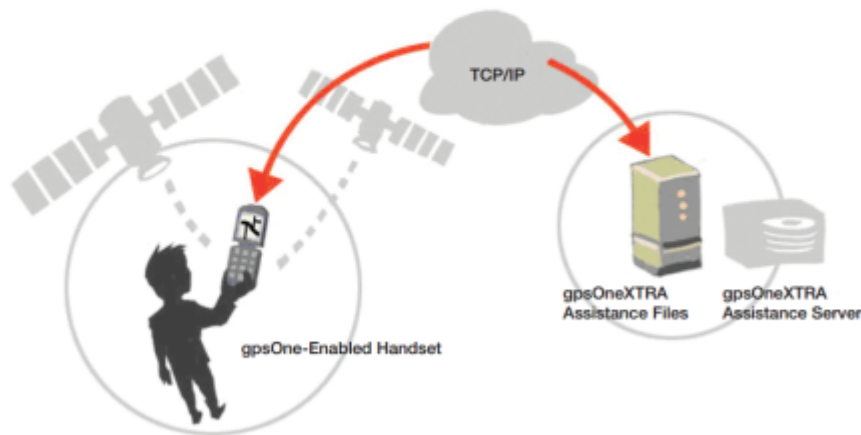 TCP/IP
gpsOneXTRA
Assistance Files
gpsOneXTRA
Assistance Server
gpsOne-Enabled Handset